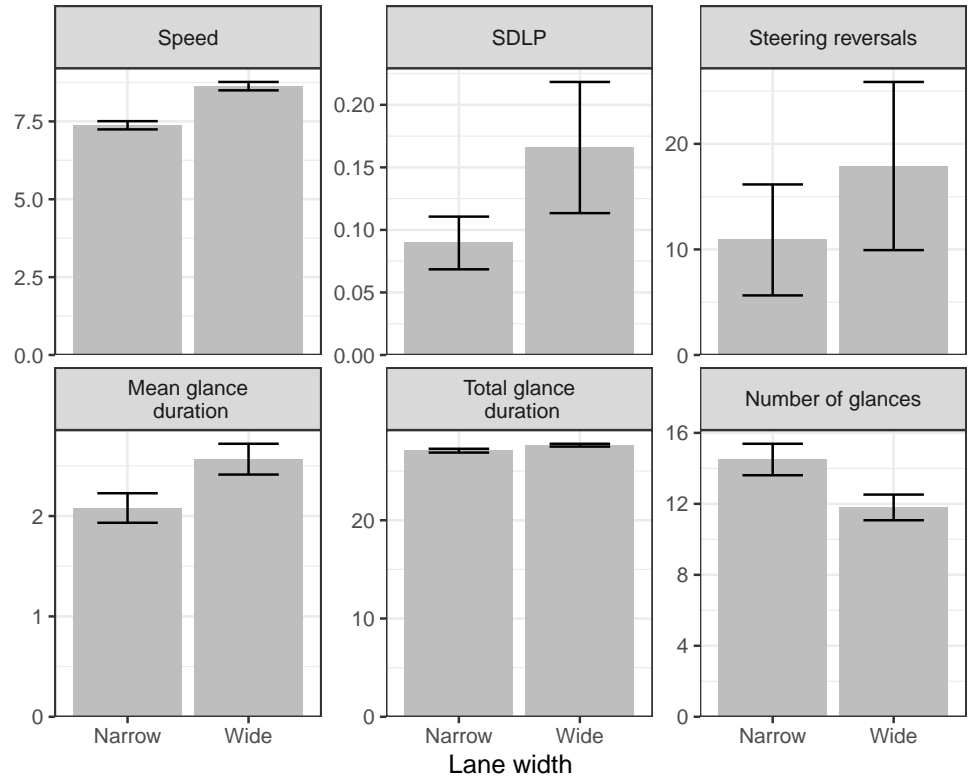 Speed
SDLP
Steering reversals
7.5
5.0
2.5
0.0
0.20
0.15
0.10
0.05
0.00
20
10
0
Mean glance
duration
Total glance
duration
Number of glances
2
1
0
20
10
0
16
12
8
4
0
Narrow Wide
Narrow Wide
Narrow Wide
Lane width